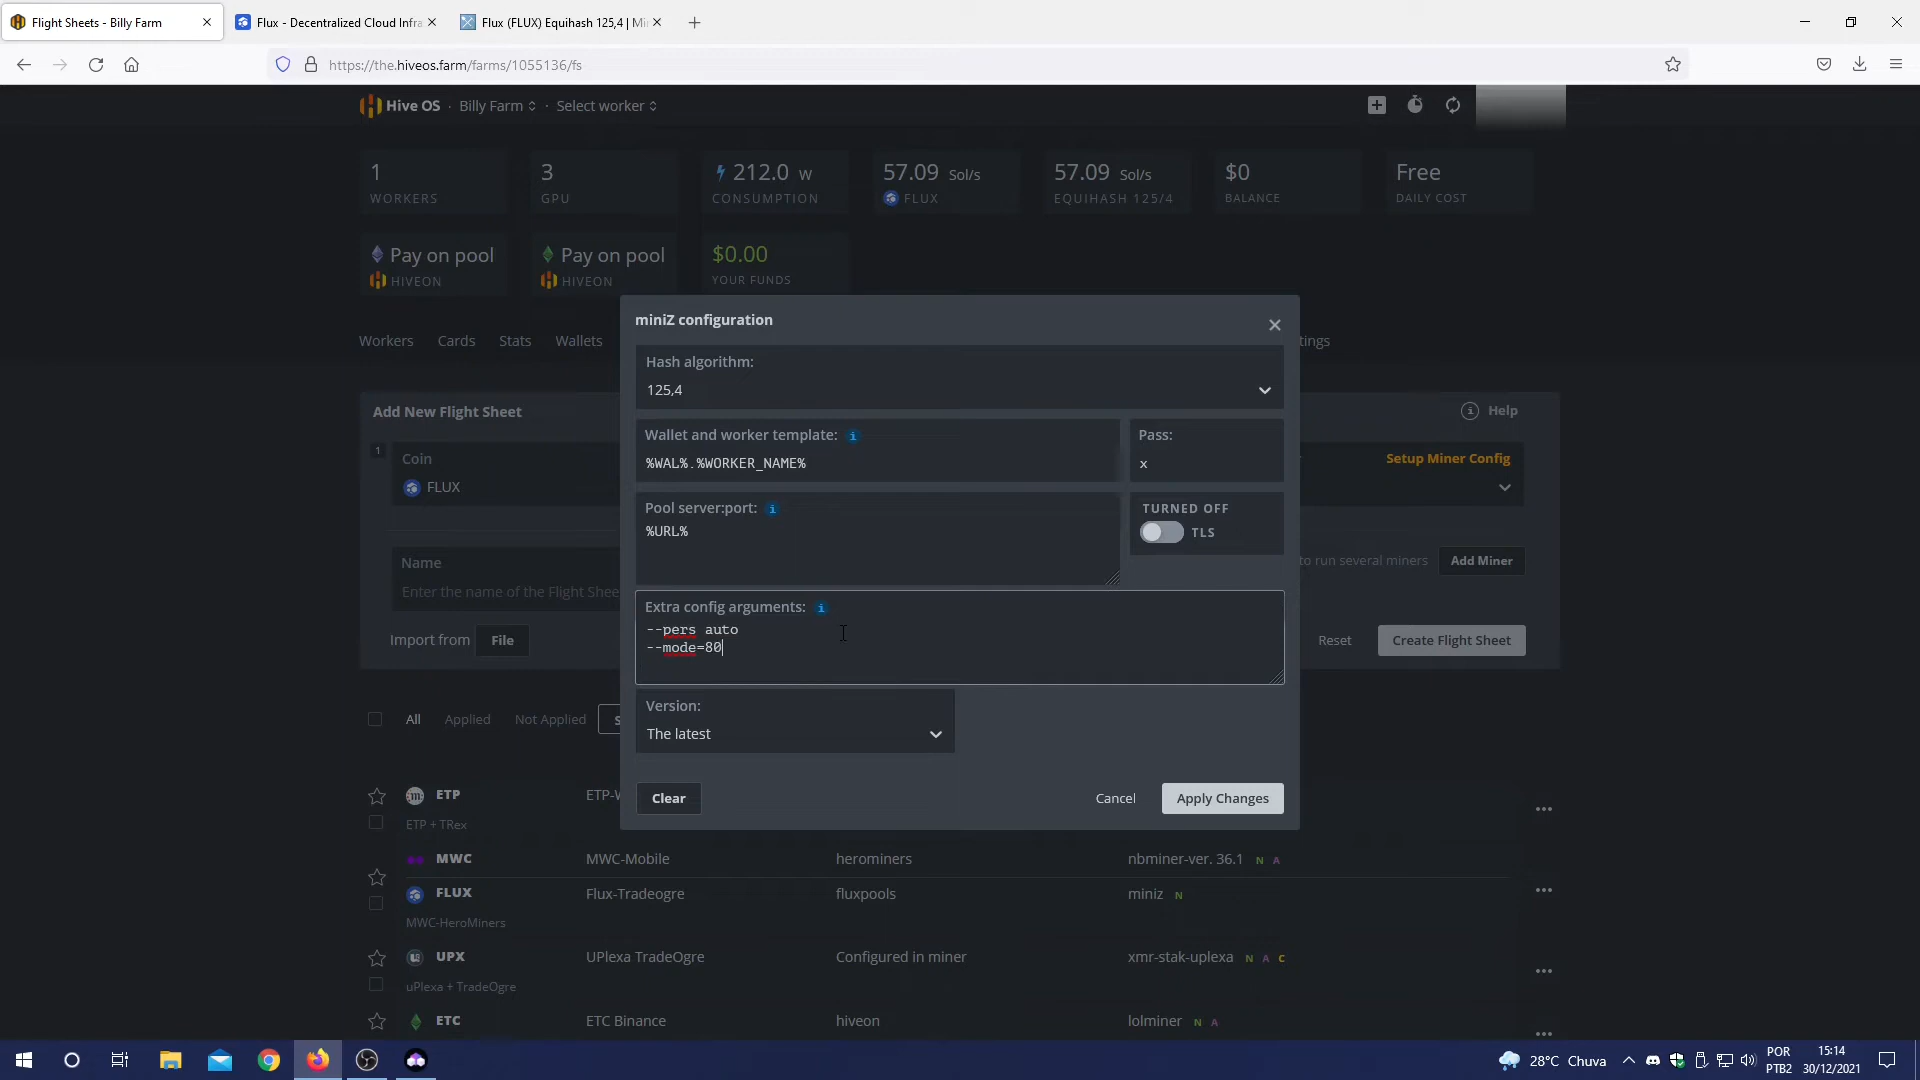 Flight Sheets - Billy Farm
Flux - Decentralized Cloud Infra
Flux (FLUX) Equihash 125,4 | Mi
https://the.hiveos.farm/farms/1055136/fs
Hive OS · Billy Farm · Select worker
1
WORKERS
3
GPU
212.0 W
CONSUMPTION
57.09 Sol/s
FLUX
57.09 Sol/s
EQUIHASH 125/4
$0
BALANCE
Free
DAILY COST
Pay on pool
HIVEON
Pay on pool
HIVEON
$0.00
YOUR FUNDS
Workers Cards Stats Wallets
tings
miniZ configuration
Hash algorithm:
125,4
Wallet and worker template: i
%WAL%.%WORKER_NAME%
Pass:
x
Pool server:port: i
%URL%
TURNED OFF
TLS
Extra config arguments: i
--pers auto
--mode=80
Version:
The latest
Clear
Cancel
Apply Changes
Add New Flight Sheet
Help
1
Coin
FLUX
Setup Miner Config
Name
Enter the name of the Flight Shee
to run several miners
Add Miner
Import from File
Reset
Create Flight Sheet
All Applied Not Applied S
ETP ETP-W
ETP + TRex
MWC MWC-Mobile herominers nbminer-ver. 36.1 N A
FLUX Flux-Tradeogre fluxpools miniz N
MWC-HeroMiners
UPX UPlexa TradeOgre Configured in miner xmr-stak-uplexa N A C
uPlexa + TradeOgre
ETC ETC Binance hiveon lolminer N A
28°C Chuva
POR
PTB2
15:14
30/12/2021